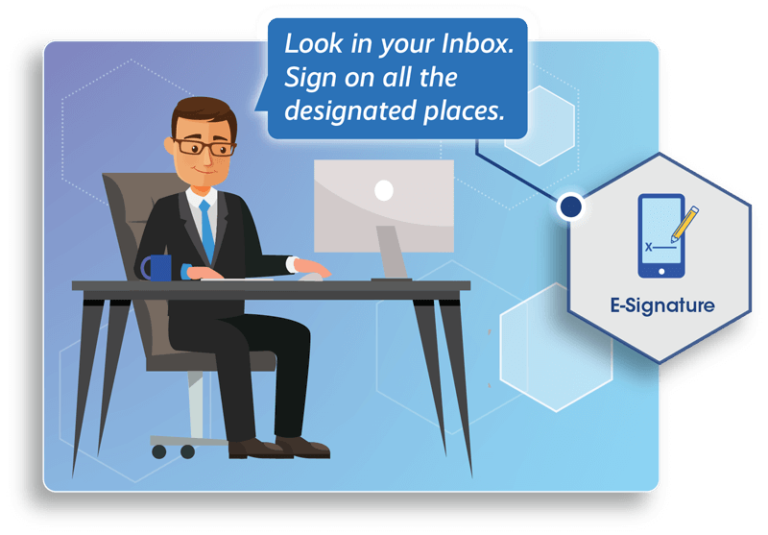 Look in your Inbox.
Sign on all the
designated places.
x
E-Signature